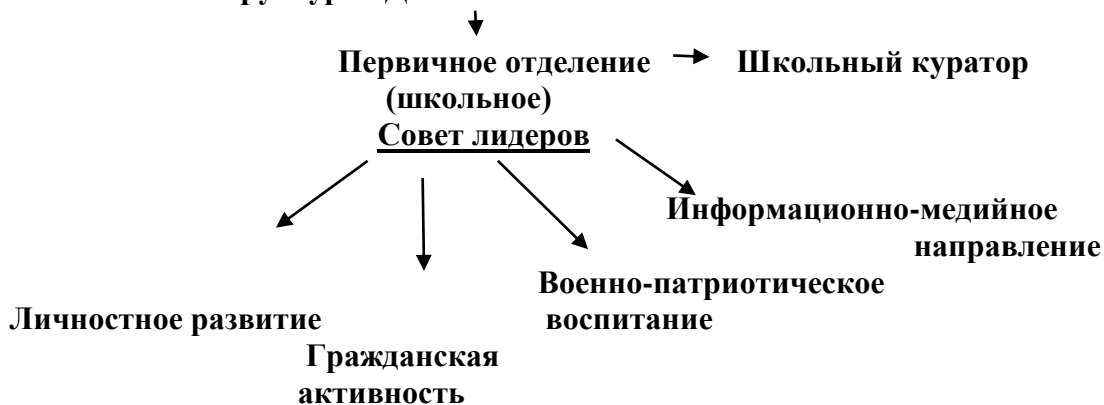 Первичное отделение
Школьный куратор
(школьное)
Совет лидеров
Информационно-медийное
направление
Военно-патриотическое
воспитание
Личностное развитие
Гражданская
активность